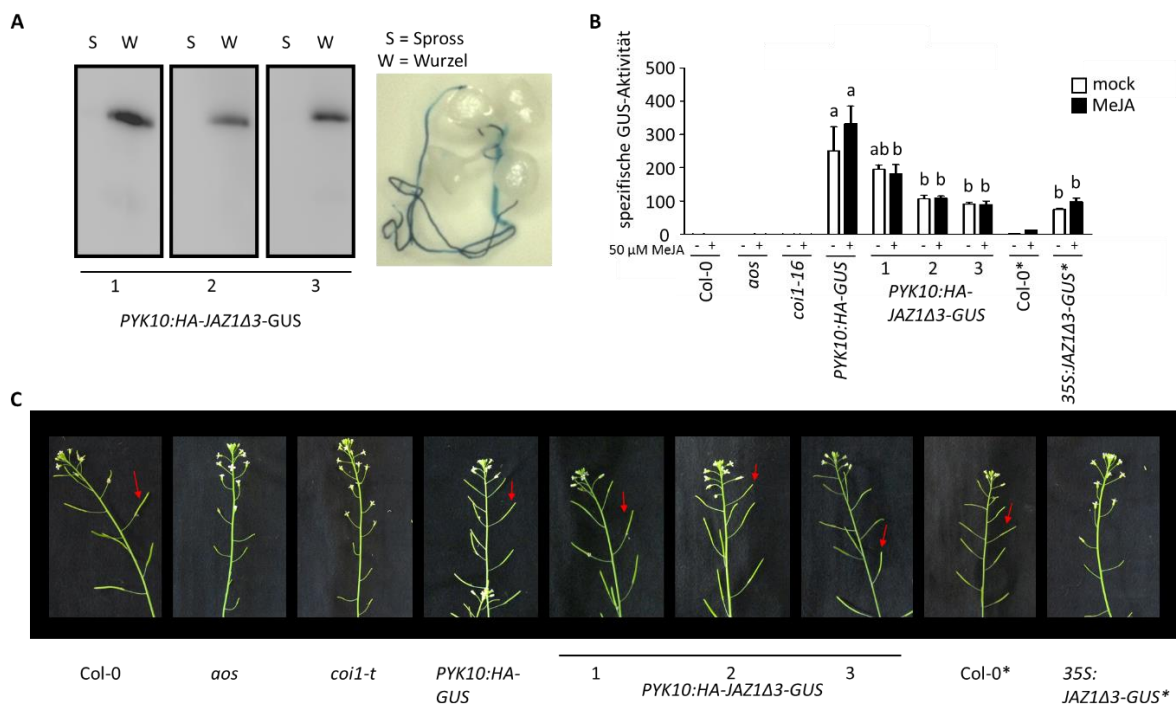 A
S W S W S W
S = Spross
W = Wurzel
1 2 3
PYK10:HA-JAZ1Δ3-GUS
B
spezifische GUS-Aktivität
500
400
300
200
100
0
mock
MeJA
a a ab b b b b b b b
50 µM MeJA - + - + - + - + - + - + - + - + - +
Col-0
aos
coi1-16
PYK10:HA-GUS
1 2 3
PYK10:HA-
JAZ1Δ3-GUS
Col-0*
35S:JAZ1Δ3-GUS*
C
Col-0 aos coi1-t PYK10:HA-
GUS
1 2 3
PYK10:HA-JAZ1Δ3-GUS
Col-0* 35S:
JAZ1Δ3-GUS*